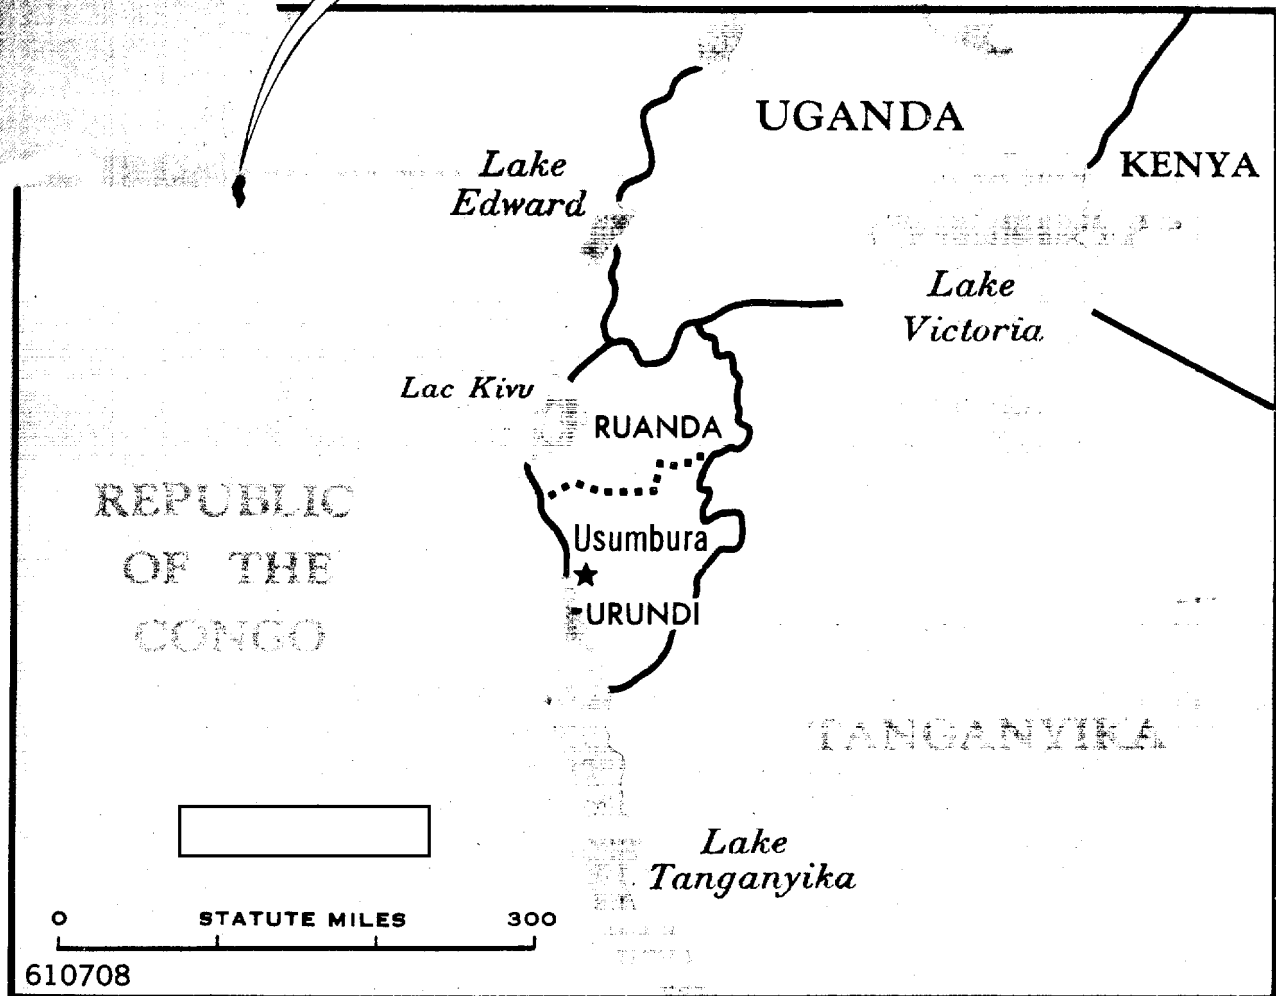 UGANDA
KENYA
Lake
Edward
Lake
Victoria
Lac Kivu
RUANDA
REPUBLIC
OF THE
CONGO
Usumbura
URUNDI
TANGANYIKA
Lake
Tanganyika
0 STATUTE MILES 300
610708